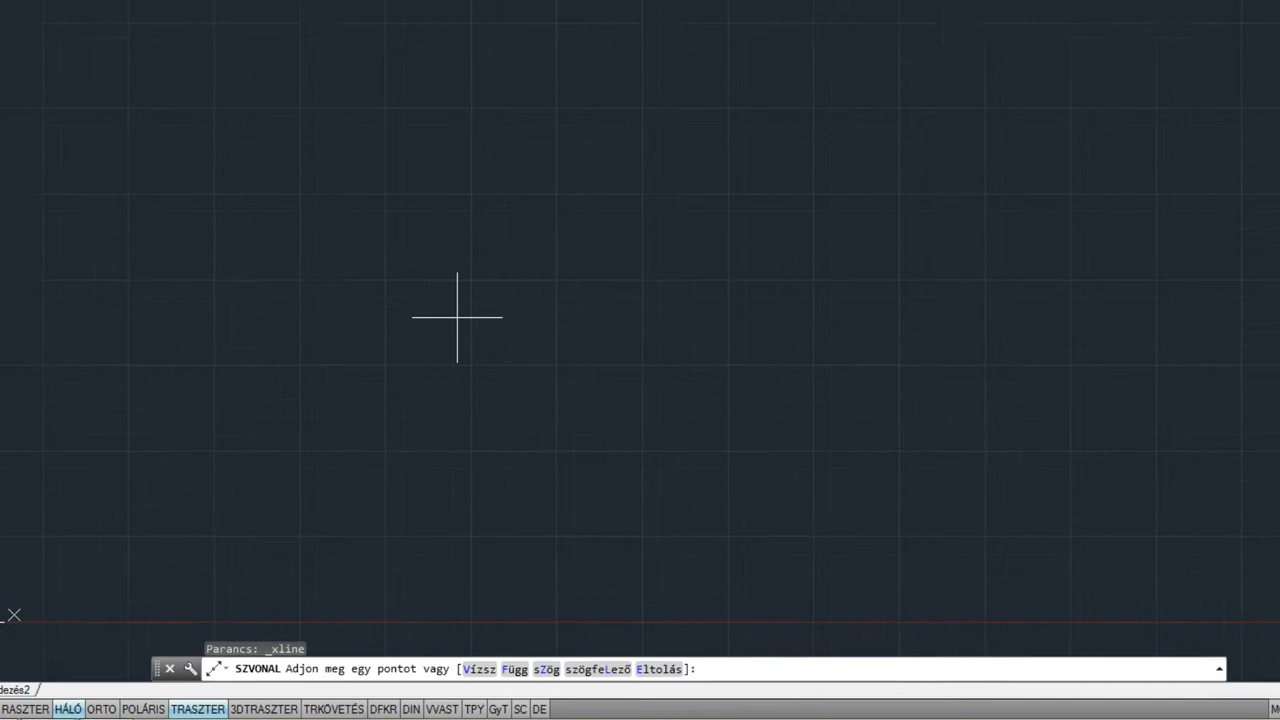 Parancs: _xline
SZVONAL Adjon meg egy pontot vagy [Vízsz Függ sZög szögfeLező Eltolás]:
dezés2
RASZTER HÁLÓ ORTO POLÁRIS TRASZTER 3DTRASZTER TRKÖVETÉS DFKR DIN VVAST TPY GyT SC DE